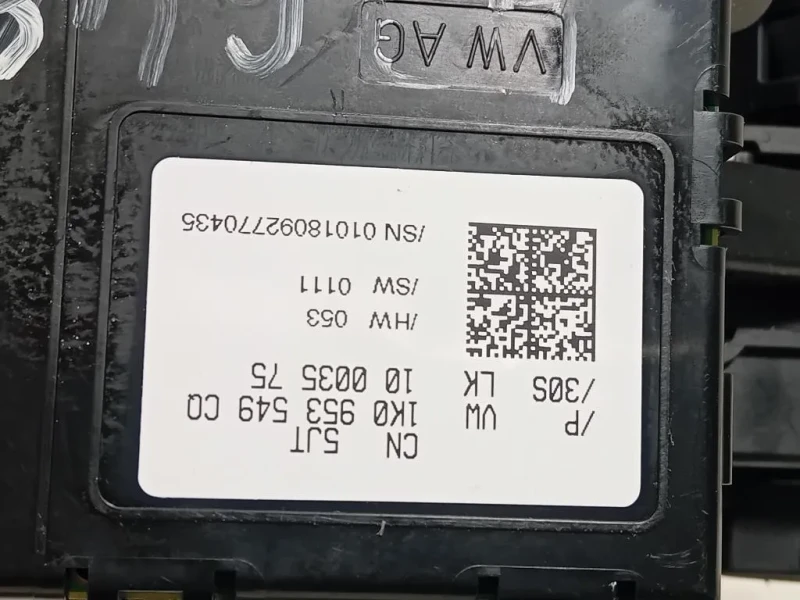 CN 5JT
/P VW 1K0 953 549 CQ
/30S LK 10 0035 75
/HW 053
/SW 0111
/SN 01018092770435
VW AG